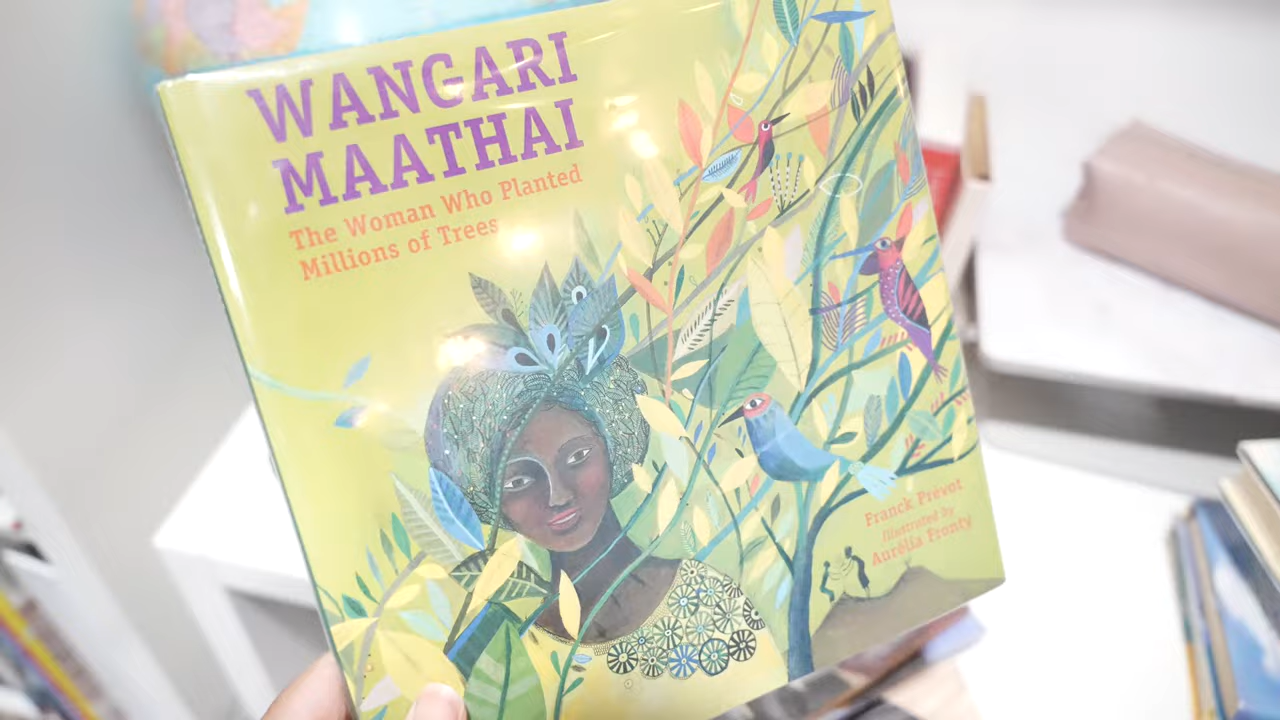 WANGARI
MAATHAI
The Woman Who Planted
Millions of Trees
Franck Prévot
illustrated by
Aurélia Fronty